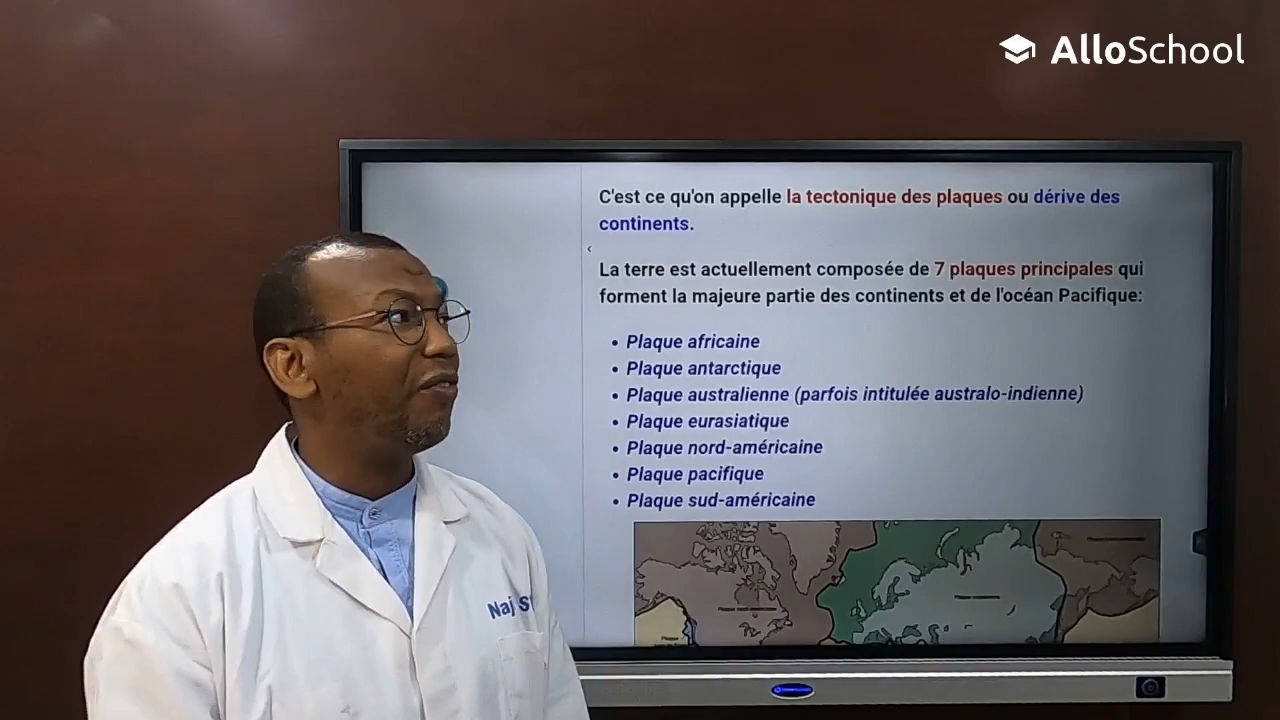 AlloSchool
C'est ce qu'on appelle la tectonique des plaques ou dérive des
continents.
La terre est actuellement composée de 7 plaques principales qui
forment la majeure partie des continents et de l'océan Pacifique:
• Plaque africaine
• Plaque antarctique
• Plaque australienne (parfois intitulée australo-indienne)
• Plaque eurasiatique
• Plaque nord-américaine
• Plaque pacifique
• Plaque sud-américaine
Naj
Plaque